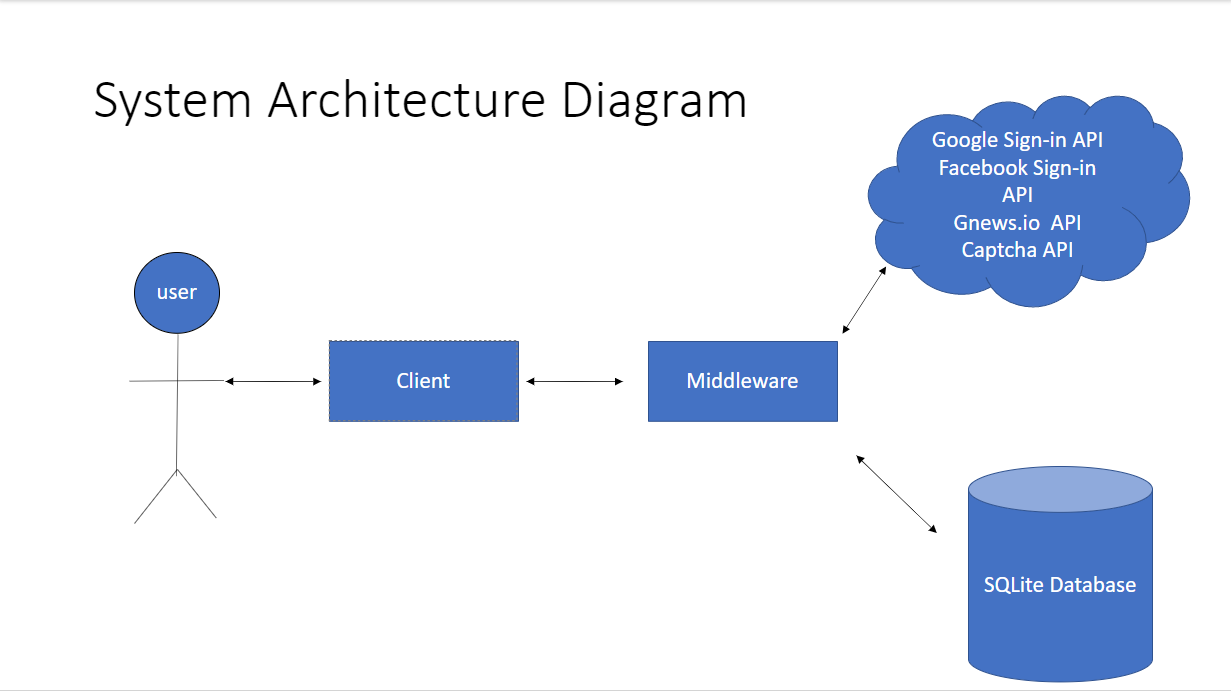 System Architecture Diagram
Google Sign-in API
Facebook Sign-in
API
Gnews.io  API
Captcha API
user
Client
Middleware
SQLite Database